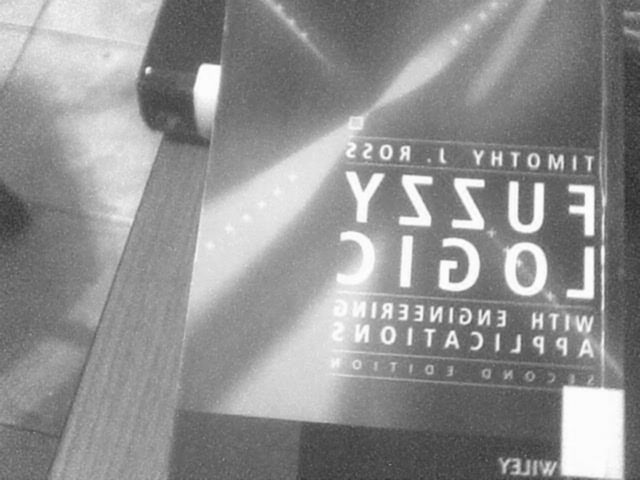 TIMOTHY J. ROSS
FUZZY
LOGIC
WITH ENGINEERING
APPLICATIONS
SECOND EDITION
WILEY